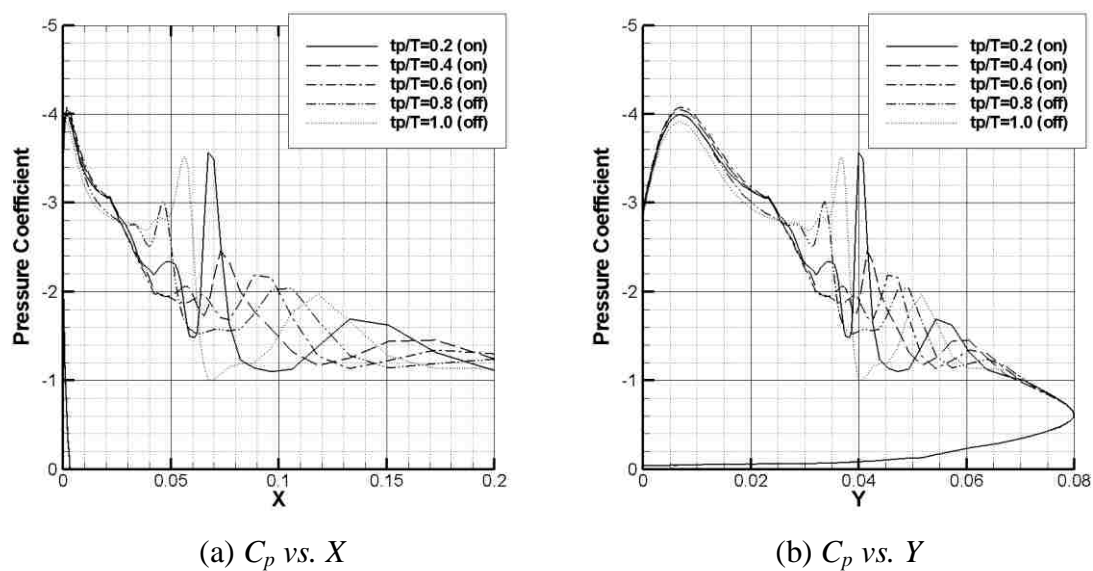 -5
-4
-3
-2
-1
0
Pressure Coefficient
0
0.05
0.1
0.15
0.2
X
tp/T=0.2 (on)
tp/T=0.4 (on)
tp/T=0.6 (on)
tp/T=0.8 (off)
tp/T=1.0 (off)
(a) Cp vs. X
-5
-4
-3
-2
-1
0
Pressure Coefficient
0
0.02
0.04
0.06
0.08
Y
tp/T=0.2 (on)
tp/T=0.4 (on)
tp/T=0.6 (on)
tp/T=0.8 (off)
tp/T=1.0 (off)
(b) Cp vs. Y